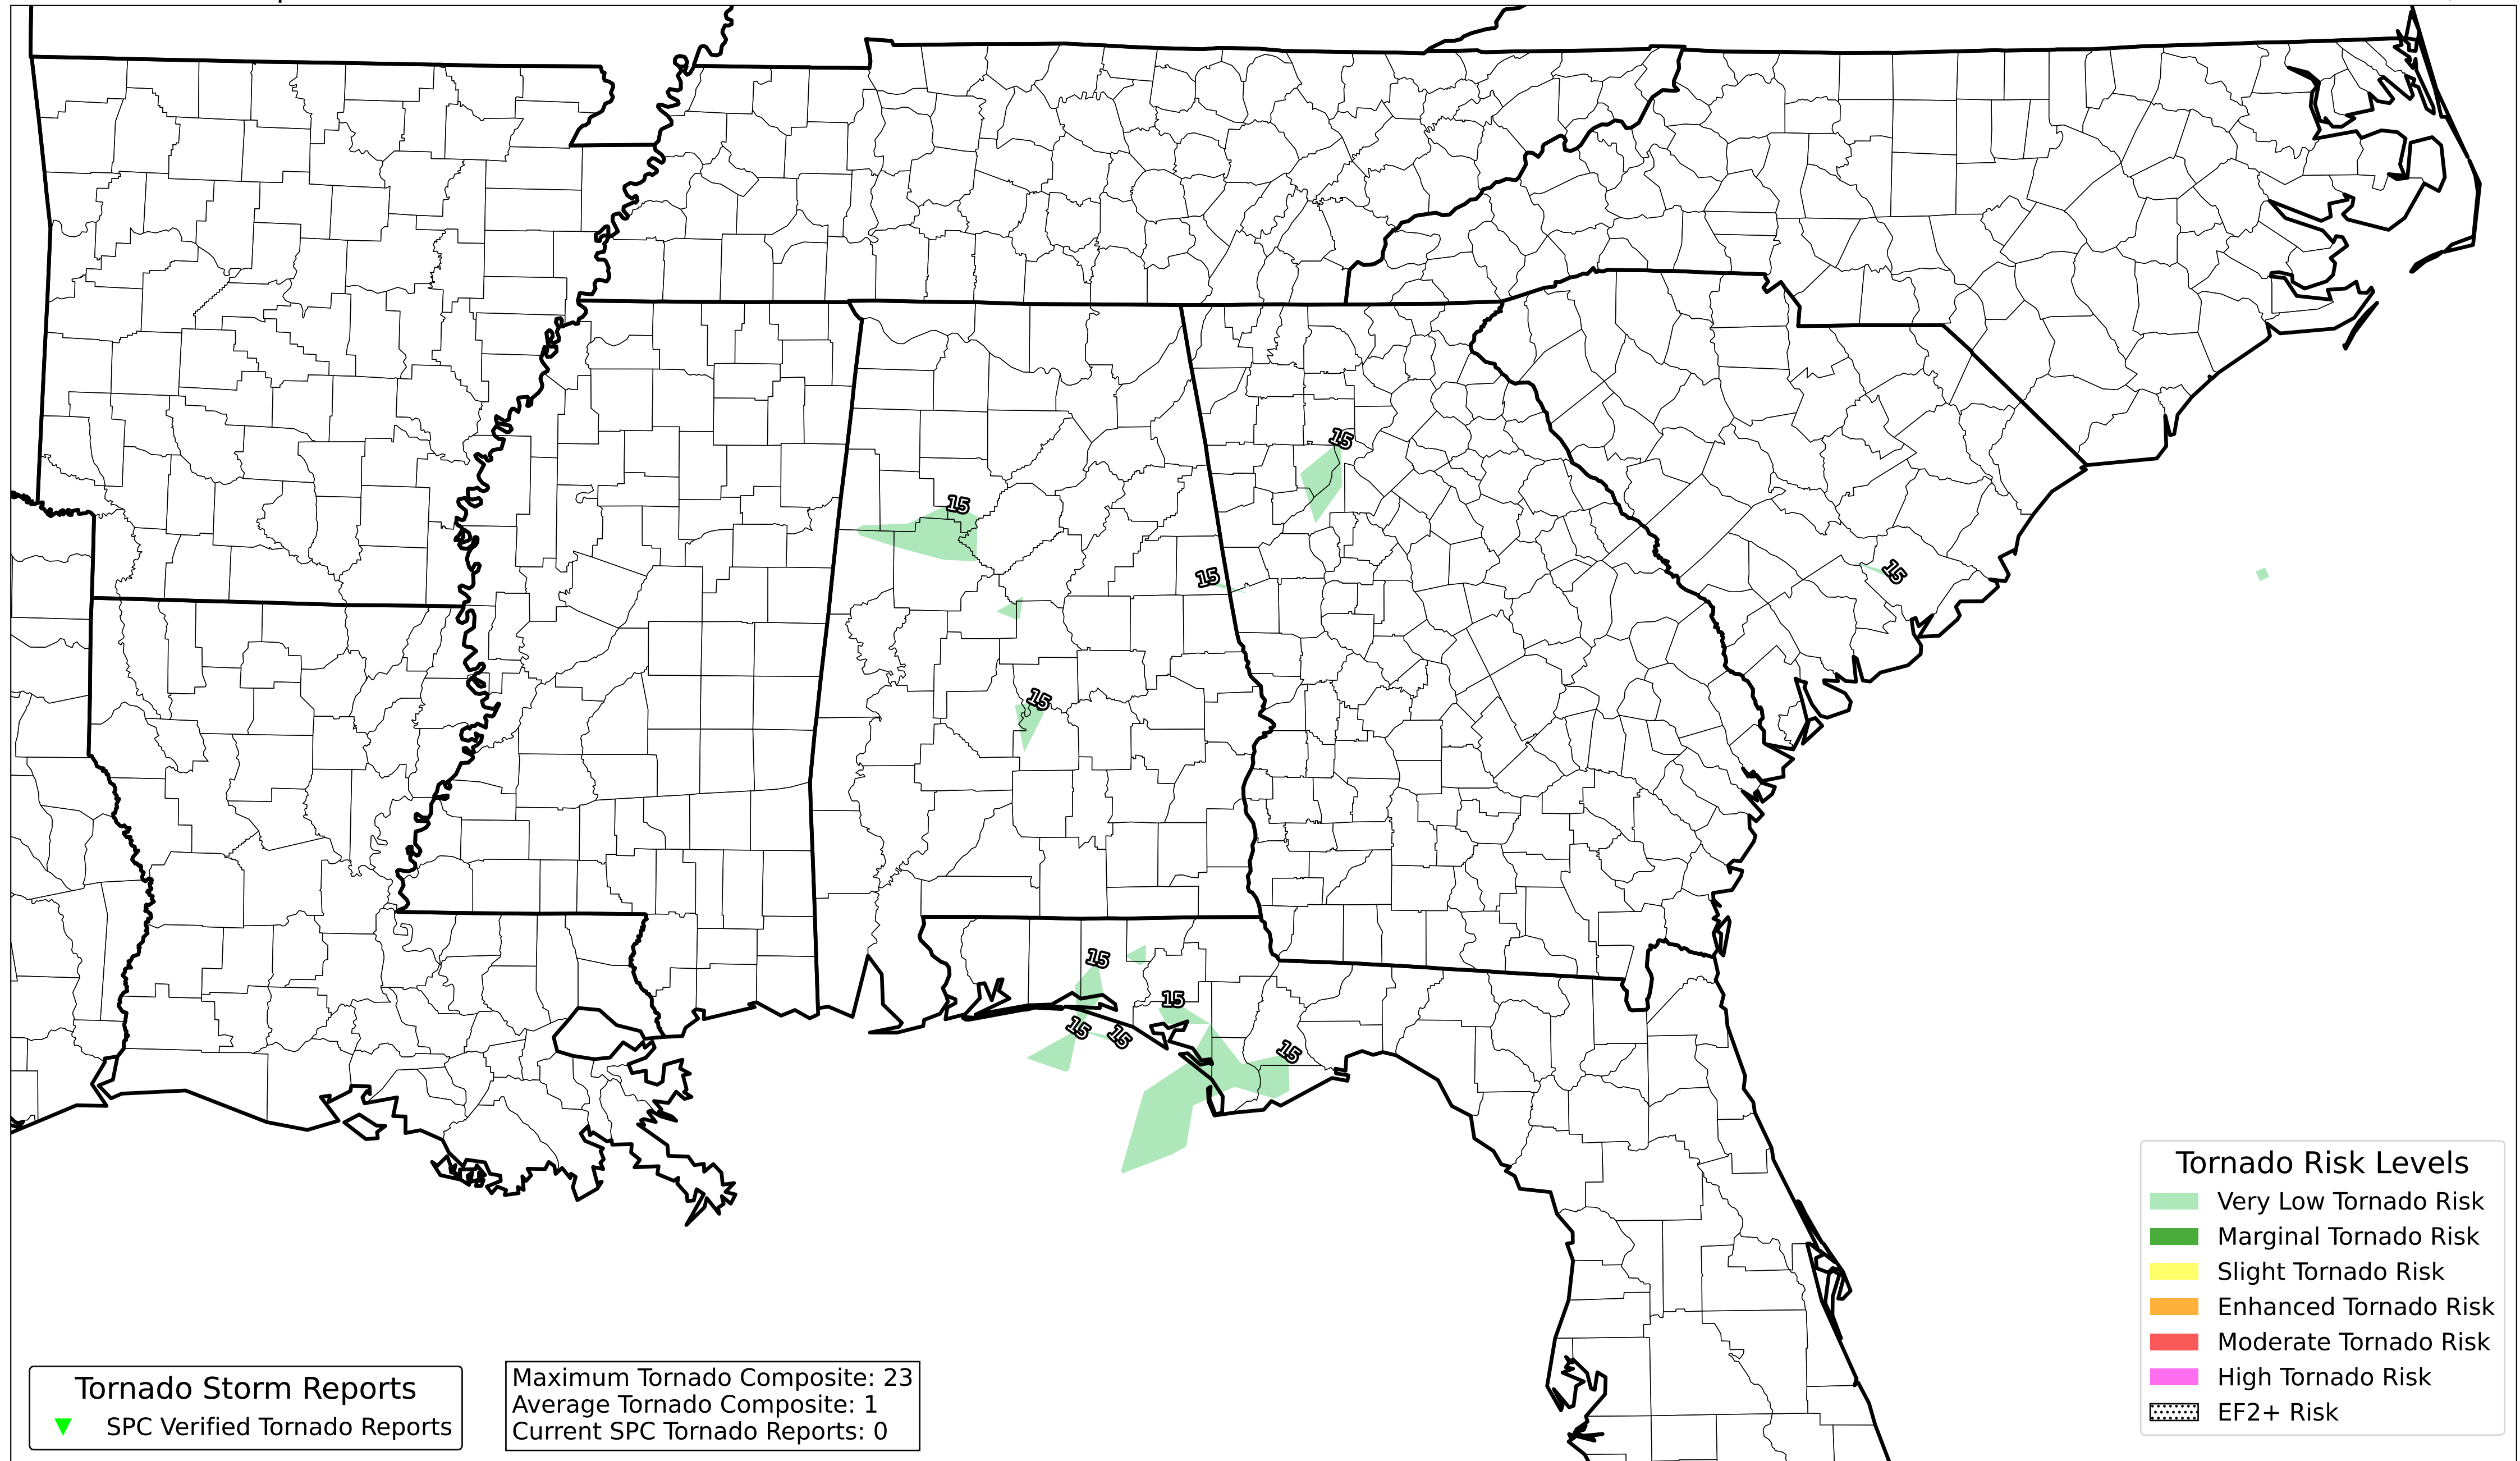 15
15
15
15
15
15
15
15
15
15
Tornado Risk Levels
Very Low Tornado Risk
Marginal Tornado Risk
Slight Tornado Risk
Enhanced Tornado Risk
Moderate Tornado Risk
High Tornado Risk
EF2+ Risk
Tornado Storm Reports
SPC Verified Tornado Reports
Maximum Tornado Composite: 23
Average Tornado Composite: 1
Current SPC Tornado Reports: 0